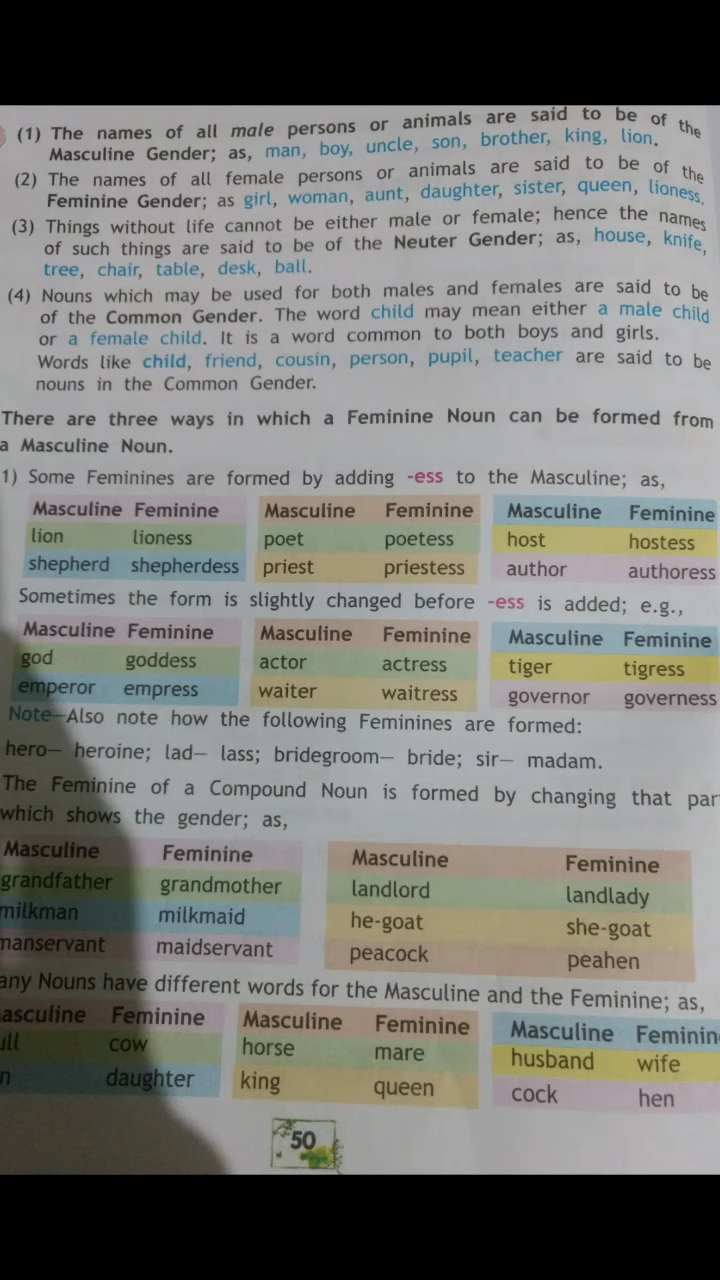 (1) The names of all male persons or animals are said to be of the
Masculine Gender; as, man, boy, uncle, son, brother, king, lion.
(2) The names of all female persons or animals are said to be of the
Feminine Gender; as girl, woman, aunt, daughter, sister, queen, lioness.
(3) Things without life cannot be either male or female; hence the names
of such things are said to be of the Neuter Gender; as, house, knife,
tree, chair, table, desk, ball.
(4) Nouns which may be used for both males and females are said to be
of the Common Gender. The word child may mean either a male child
or a female child. It is a word common to both boys and girls.
Words like child, friend, cousin, person, pupil, teacher are said to be
nouns in the Common Gender.
There are three ways in which a Feminine Noun can be formed from
a Masculine Noun.
1) Some Feminines are formed by adding -ess to the Masculine; as,
Masculine Feminine Masculine Feminine Masculine Feminine
lion lioness poet poetess host hostess
shepherd shepherdess priest priestess author authoress
Sometimes the form is slightly changed before -ess is added; e.g.,
Masculine Feminine Masculine Feminine Masculine Feminine
god goddess actor actress tiger tigress
emperor empress waiter waitress governor governess
Note—Also note how the following Feminines are formed:
hero— heroine; lad— lass; bridegroom— bride; sir— madam.
The Feminine of a Compound Noun is formed by changing that par
which shows the gender; as,
Masculine Feminine Masculine Feminine
grandfather grandmother landlord landlady
milkman milkmaid he-goat she-goat
manservant maidservant peacock peahen
any Nouns have different words for the Masculine and the Feminine; as,
asculine Feminine Masculine Feminine Masculine Feminin
ull cow horse mare husband wife
n daughter king queen cock hen
50